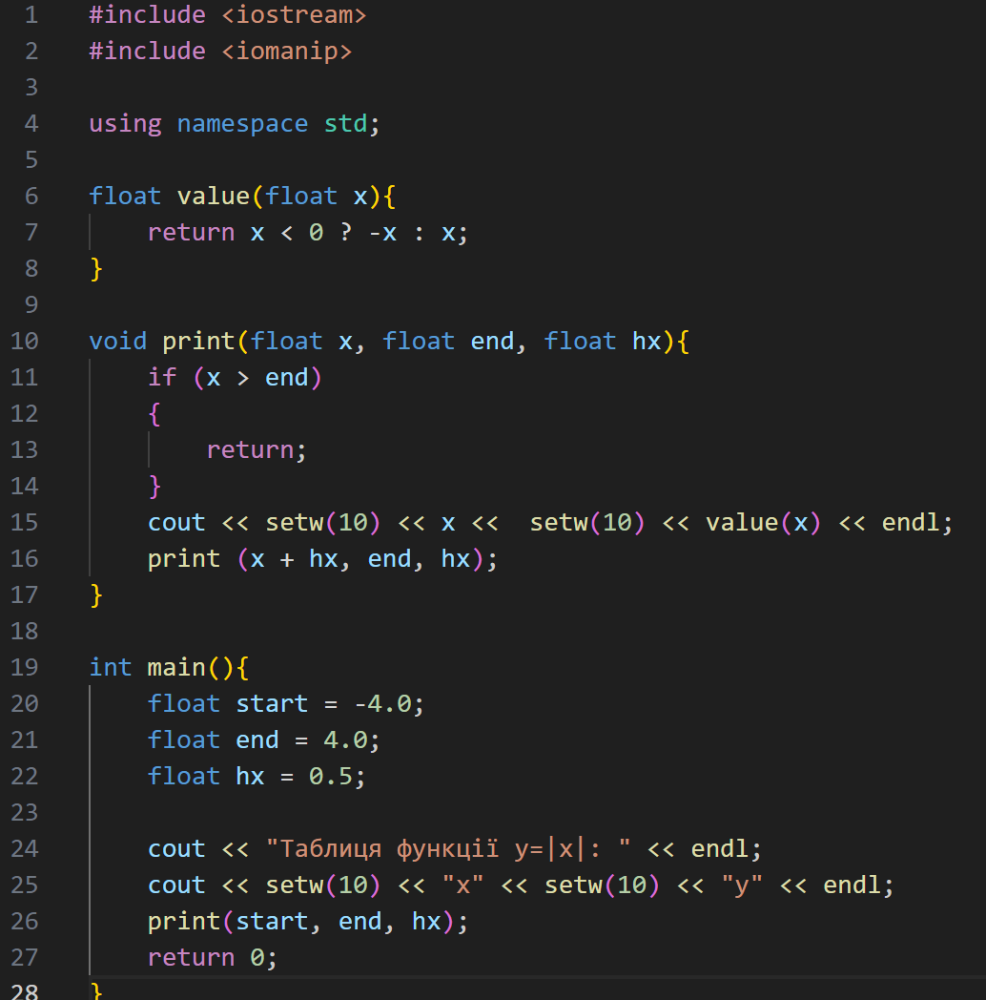 1 #include <iostream>
2 #include <iomanip>
3
4 using namespace std;
5
6 float value(float x){
7     return x < 0 ? -x : x;
8 }
9
10 void print(float x, float end, float hx){
11     if (x > end)
12     {
13         return;
14     }
15     cout << setw(10) << x <<  setw(10) << value(x) << endl;
16     print (x + hx, end, hx);
17 }
18
19 int main(){
20     float start = -4.0;
21     float end = 4.0;
22     float hx = 0.5;
23
24     cout << "Таблиця функції y=|x|: " << endl;
25     cout << setw(10) << "x" << setw(10) << "y" << endl;
26     print(start, end, hx);
27     return 0;
28 }